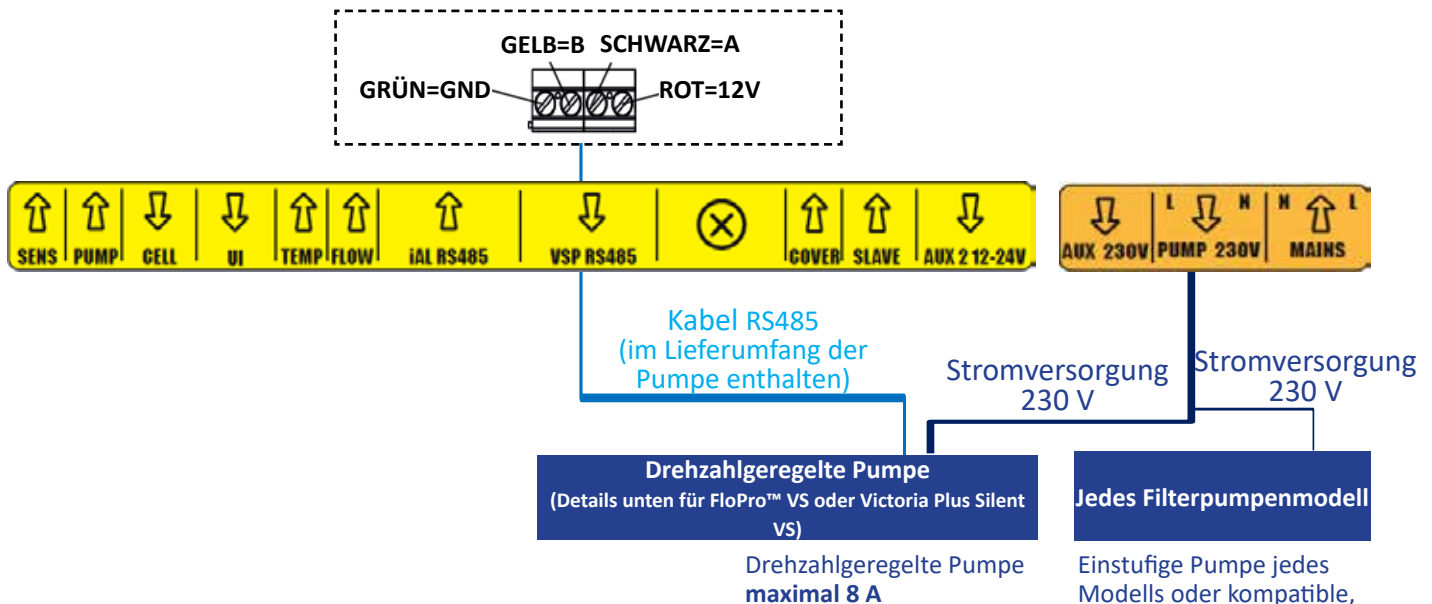 GELB=B SCHWARZ=A
GRÜN=GND ROT=12V
SENS PUMP CELL UI TEMP FLOW iAL RS485 VSP RS485 COVER SLAVE AUX 2 12-24V
L N N L
AUX 230V PUMP 230V MAINS
Kabel RS485
(im Lieferumfang der
Pumpe enthalten)
Stromversorgung
230 V
Stromversorgung
230 V
Drehzahlgeregelte Pumpe
(Details unten für FloPro™ VS oder Victoria Plus Silent
VS)
Jedes Filterpumpenmodell
Drehzahlgeregelte Pumpe
maximal 8 A
Einstufige Pumpe jedes
Modells oder kompatible,